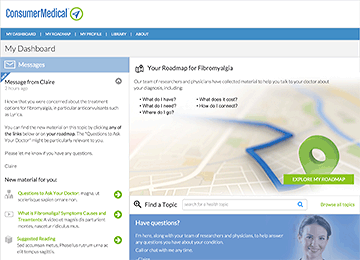 ConsumerMedical
MY DASHBOARD | MY ROADMAP | MY PROFILE | LIBRARY | ABOUT
My Dashboard
Messages
Message from Claire
2 hours ago
I know that you were concerned about the treatment
options for fibromyalgia, in particular anticonvulsants such
as Lyrica.
You can find the new material on this topic by clicking any of
the links below or on your roadmap. The "Questions to Ask
Your Doctor" might be particularly relevant to you.
Please let me know if you have any questions.
Claire
New material for you:
Questions to Ask Your Doctor: magna, ut
scelerisque sapien ornare non.
What is Fibromyalgia? Symptoms Causes and
Treatments: A vitae et magnis dis parturient
montes, nascetur ridiculus mus.
Suggested Reading
Sed accumsan metus. Phasellus rutrum urna ac
elit tempus sagittis.
Your Roadmap for Fibromyalgia
Our team of researchers and physicians have collected material to help you talk to your doctor about
your diagnosis, including:
• What do I have?
• What do I need?
• Where do I go?
• What does it cost?
• How do I connect?
EXPLORE MY ROADMAP
Find a Topic
search for a health topic
Browse all topics
Have questions?
I'm here, along with your team of researchers and physicians, to help answer
any questions you have about your condition.
Call or chat with me any time.
Claire